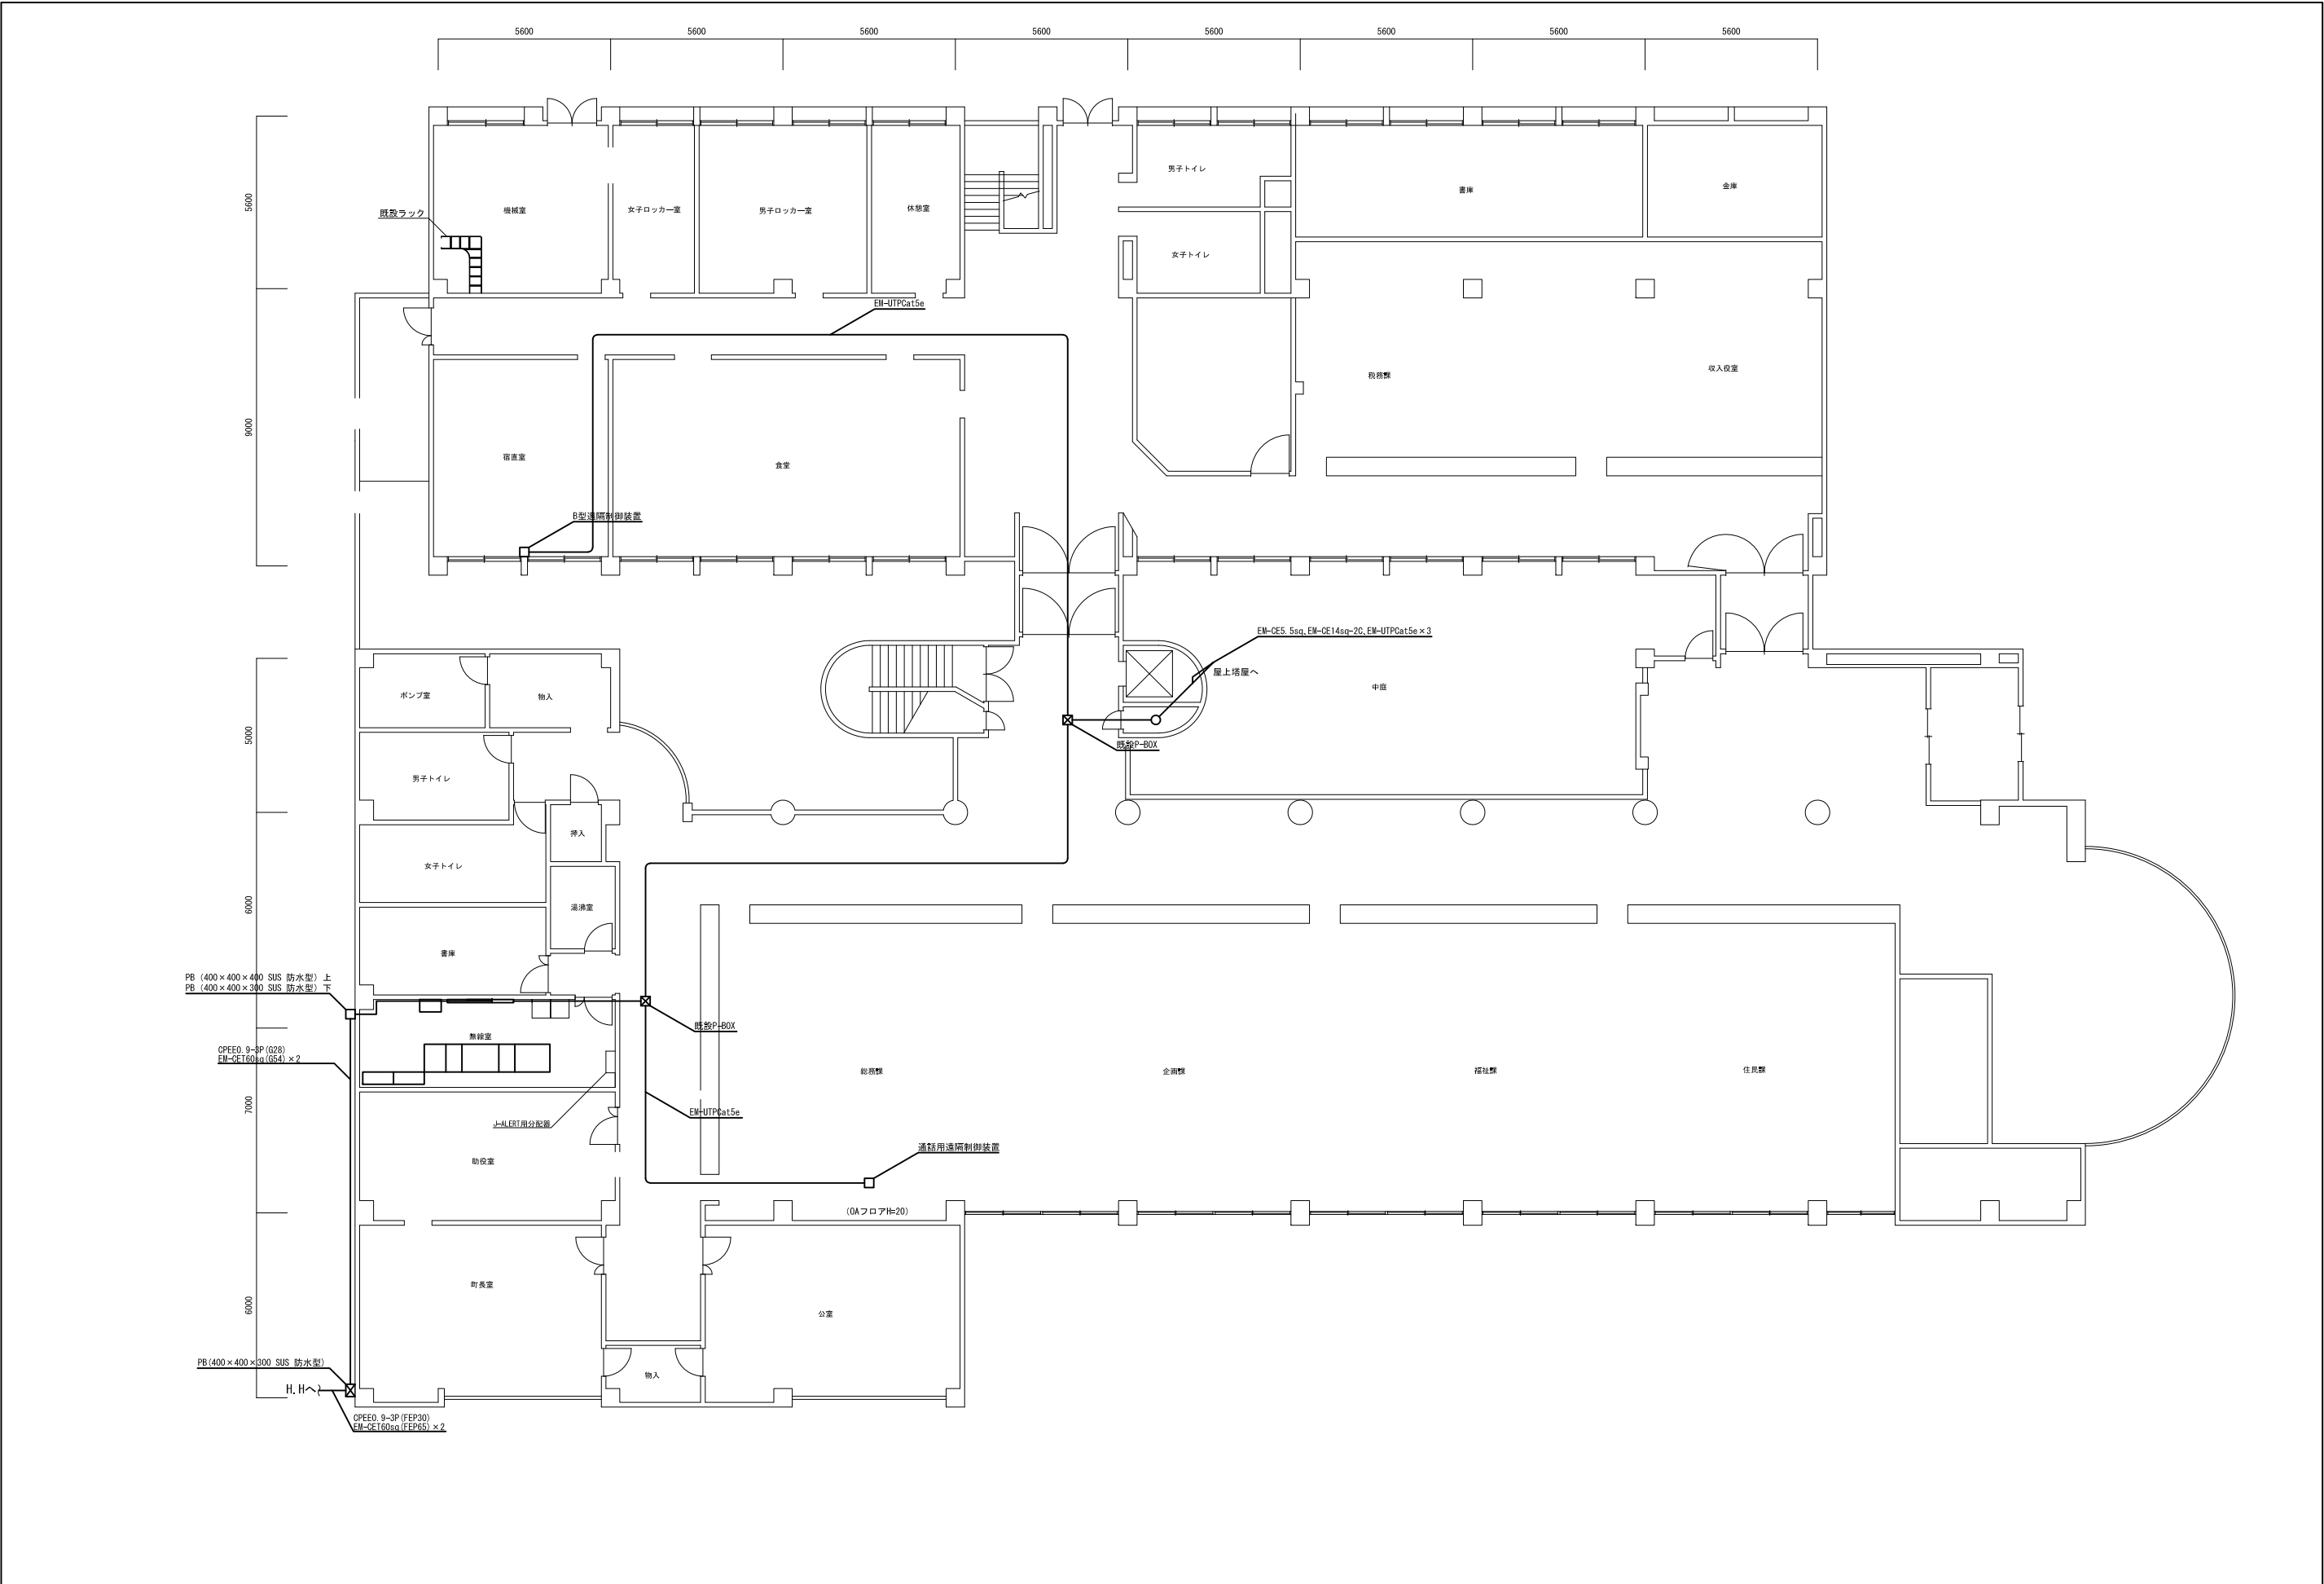 5600 5600 5600 5600 5600 5600 5600 5600
5600
9000
5000
6000
7000
6000
男子トイレ
書庫
金庫
既設ラック
機械室
女子ロッカー室
男子ロッカー室
休憩室
女子トイレ
EM-UTPCat5e
税務課
収入役室
宿直室
食堂
B型遠隔制御装置
EM-CE5.5sq,EM-CE14sq-2C,EM-UTPCat5e×3
屋上塔屋へ
中庭
ポンプ室
物入
既設P-BOX
男子トイレ
押入
女子トイレ
湯沸室
書庫
PB (400×400×400 SUS 防水型) 上
PB (400×400×300 SUS 防水型) 下
既設P-BOX
無線室
CPEE0.9-3P(G28)
EM-CET60sq(G54)×2
総務課
企画課
福祉課
住民課
EM-UTPCat5e
J-ALERT用分配器
通話用遠隔制御装置
助役室
(OAフロアH=20)
町長室
公室
PB(400×400×300 SUS 防水型)
物入
H.Hへ
CPEE0.9-3P(FEP30)
EM-CET60sq(FEP65)×2